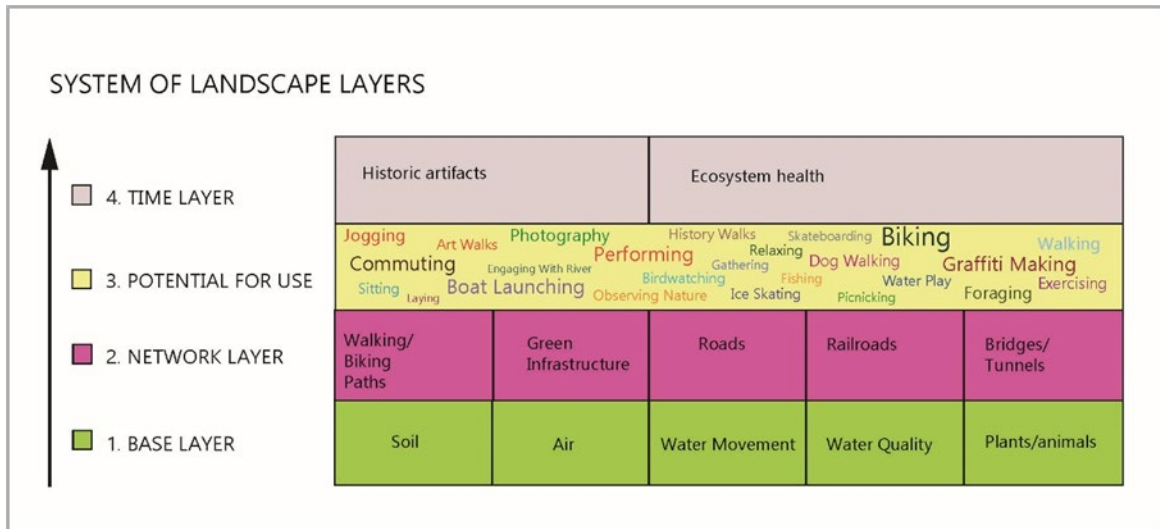 SYSTEM OF LANDSCAPE LAYERS
4. TIME LAYER
Historic artifacts
Ecosystem health
3. POTENTIAL FOR USE
Jogging
Art Walks
Photography
History Walks
Skateboarding
Biking
Walking
Commuting
Engaging With River
Performing
Relaxing
Gathering
Dog Walking
Graffiti Making
Sitting
Laying
Boat Launching
Birdwatching
Observing Nature
Ice Skating
Fishing
Picnicking
Water Play
Foraging
Exercising
2. NETWORK LAYER
Walking/
Biking
Paths
Green
Infrastructure
Roads
Railroads
Bridges/
Tunnels
1. BASE LAYER
Soil
Air
Water Movement
Water Quality
Plants/animals